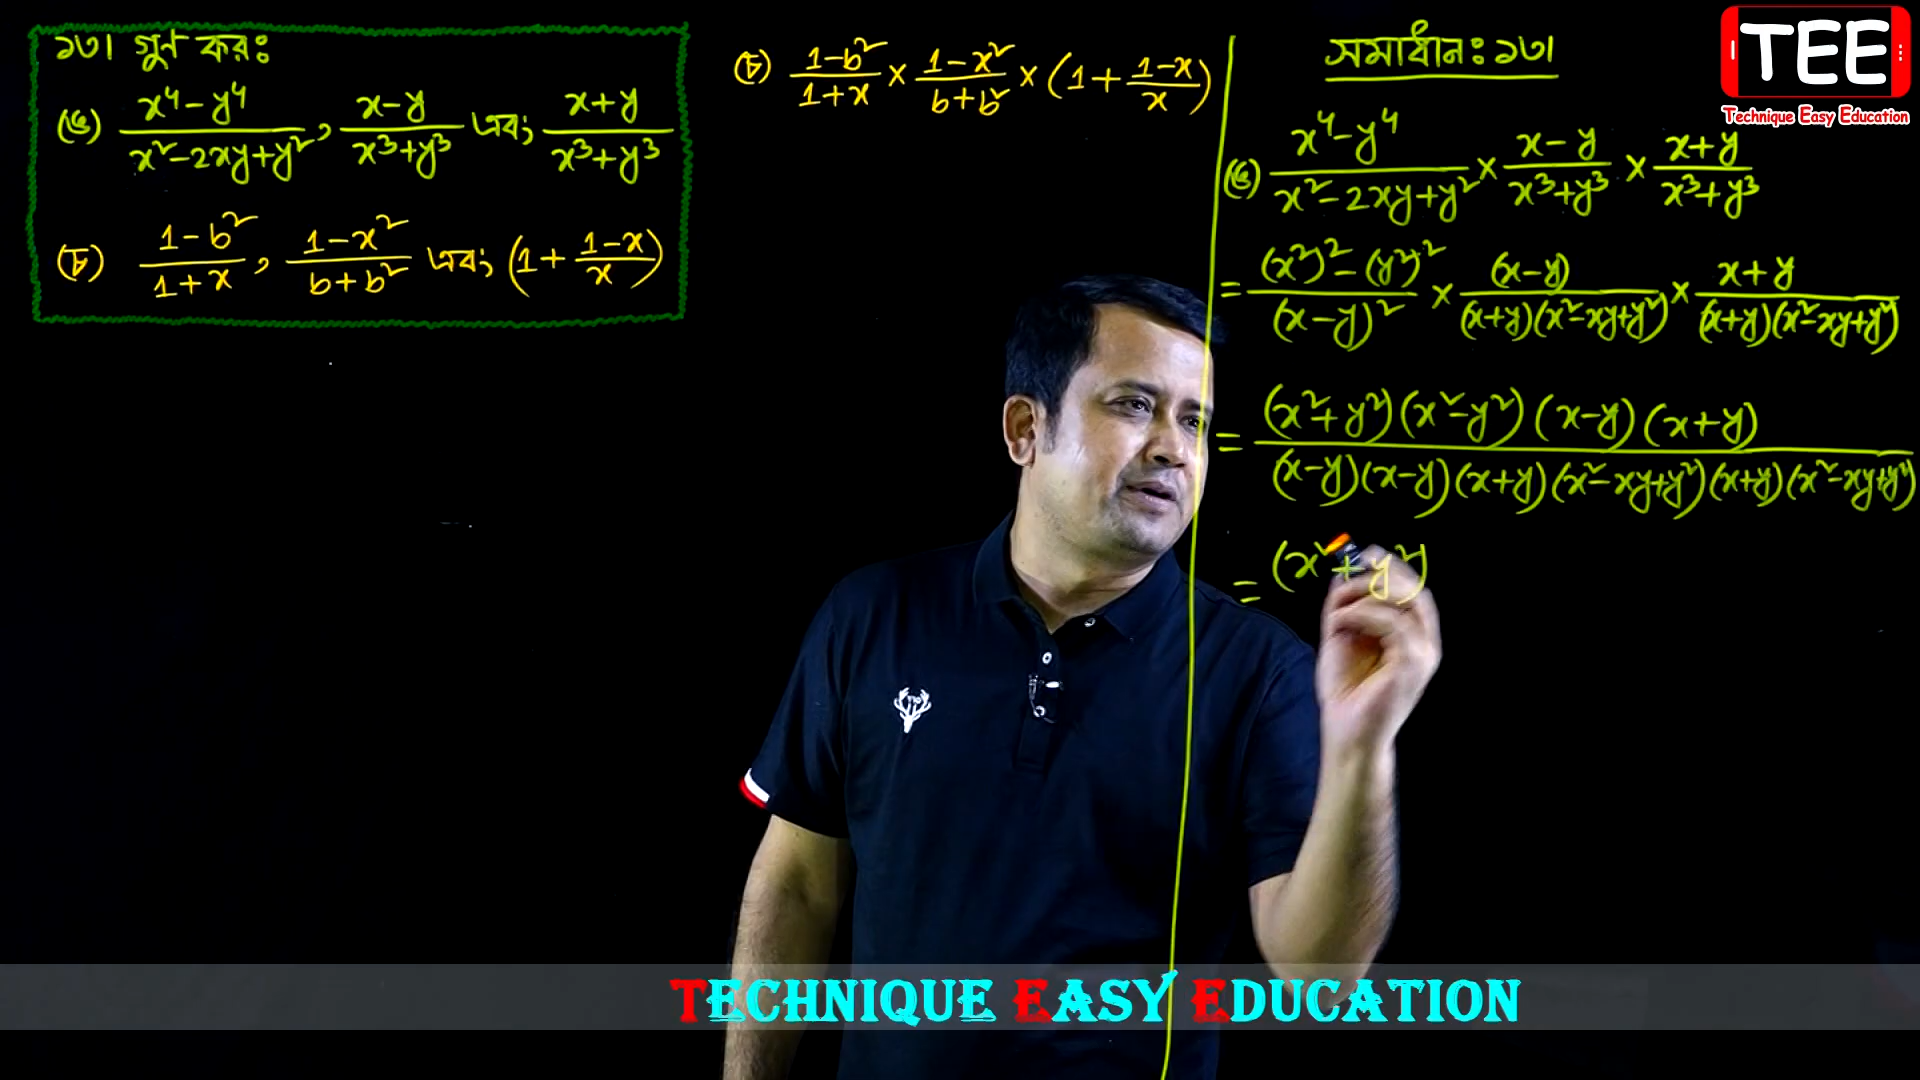 ১৩। গুণ কর:
(ঙ) x⁴-y⁴/x²-2xy+y², x-y/x³+y³ এবং x+y/x³+y³
(চ) 1-b²/1+x, 1-x²/b+b² এবং (1+1-x/x)
(চ) 1-b²/1+x × 1-x²/b+b² × (1+1-x/x)
সমাধান: ১৩।
(ঙ) x⁴-y⁴/x²-2xy+y² × x-y/x³+y³ × x+y/x³+y³
= (x²)²-(y²)²/(x-y)² × (x-y)/(x+y)(x²-xy+y²) × x+y/(x+y)(x²-xy+y²)
= (x²+y²)(x²-y²)(x-y)(x+y)/(x-y)(x-y)(x+y)(x²-xy+y²)(x+y)(x²-xy+y²)
= (x²+y²)
TEE
Technique Easy Education
TECHNIQUE EASY EDUCATION